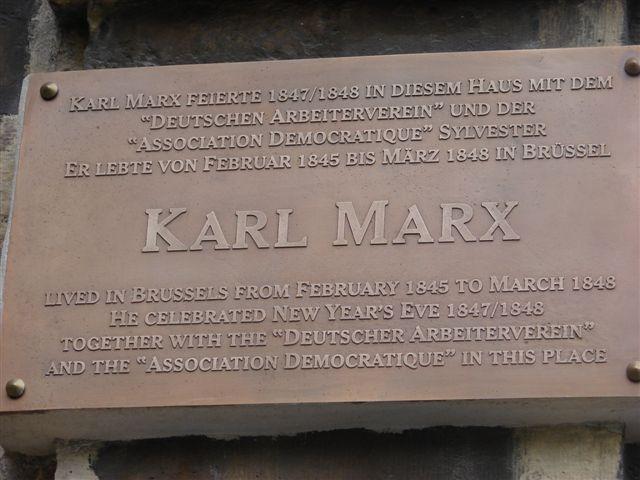 KARL MARX FEIERTE 1847/1848 IN DIESEM HAUS MIT DEM
"DEUTSCHEN ARBEITERVEREIN" UND DER
"ASSOCIATION DEMOCRATIQUE" SYLVESTER
ER LEBTE VON FEBRUAR 1845 BIS MÄRZ 1848 IN BRÜSSEL
KARL MARX
LIVED IN BRUSSELS FROM FEBRUARY 1845 TO MARCH 1848
HE CELEBRATED NEW YEAR'S EVE 1847/1848
TOGETHER WITH THE "DEUTSCHER ARBEITERVEREIN"
AND THE "ASSOCIATION DEMOCRATIQUE" IN THIS PLACE